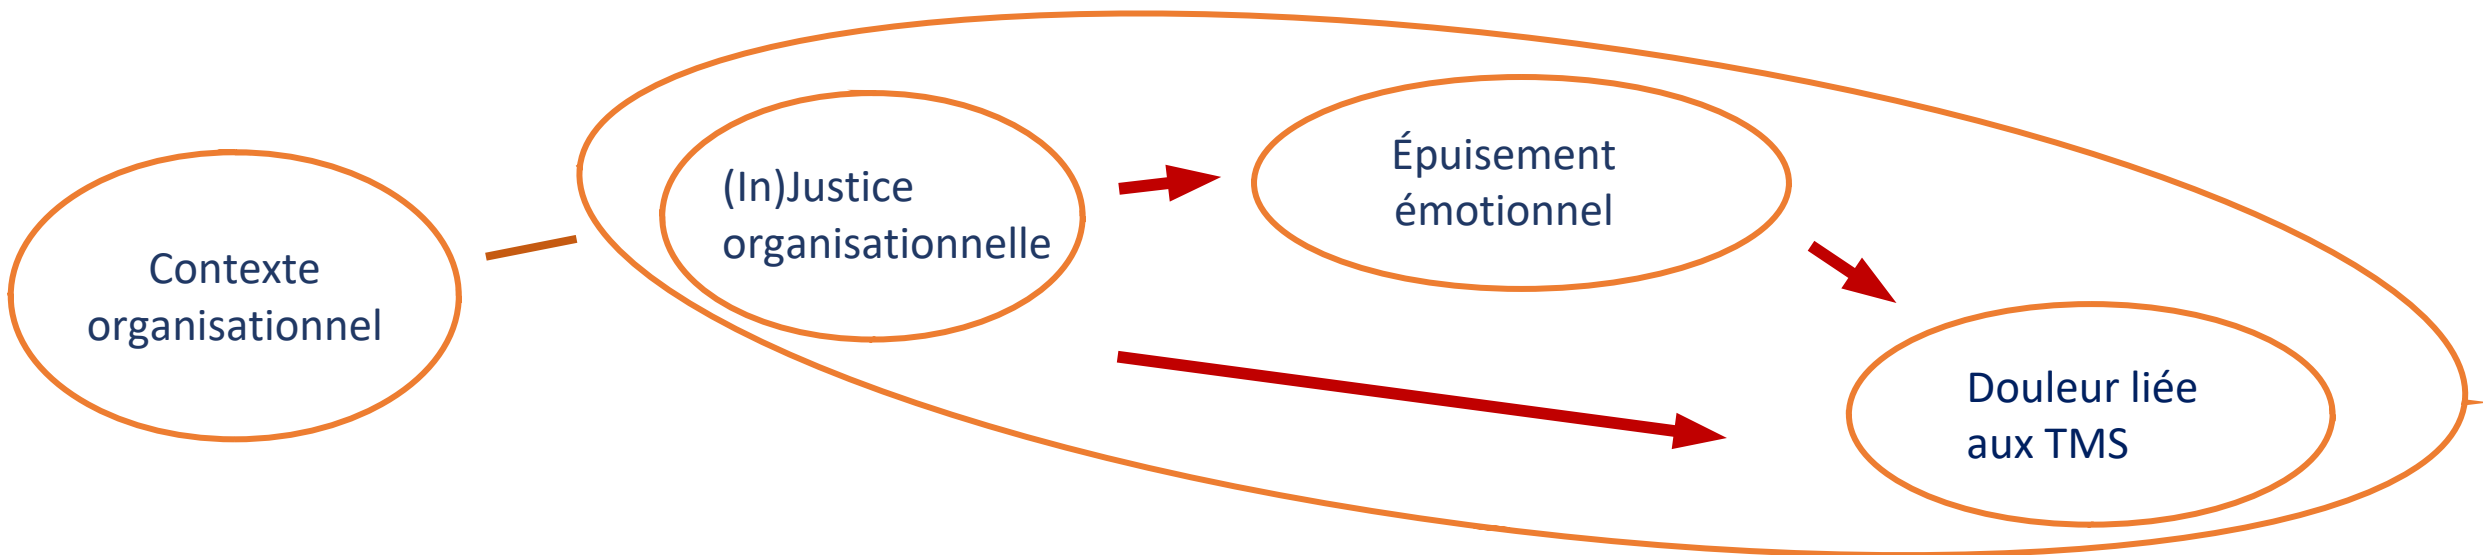 Contexte
organisationnel
(In)Justice
organisationnelle
Épuisement
émotionnel
Douleur liée
aux TMS